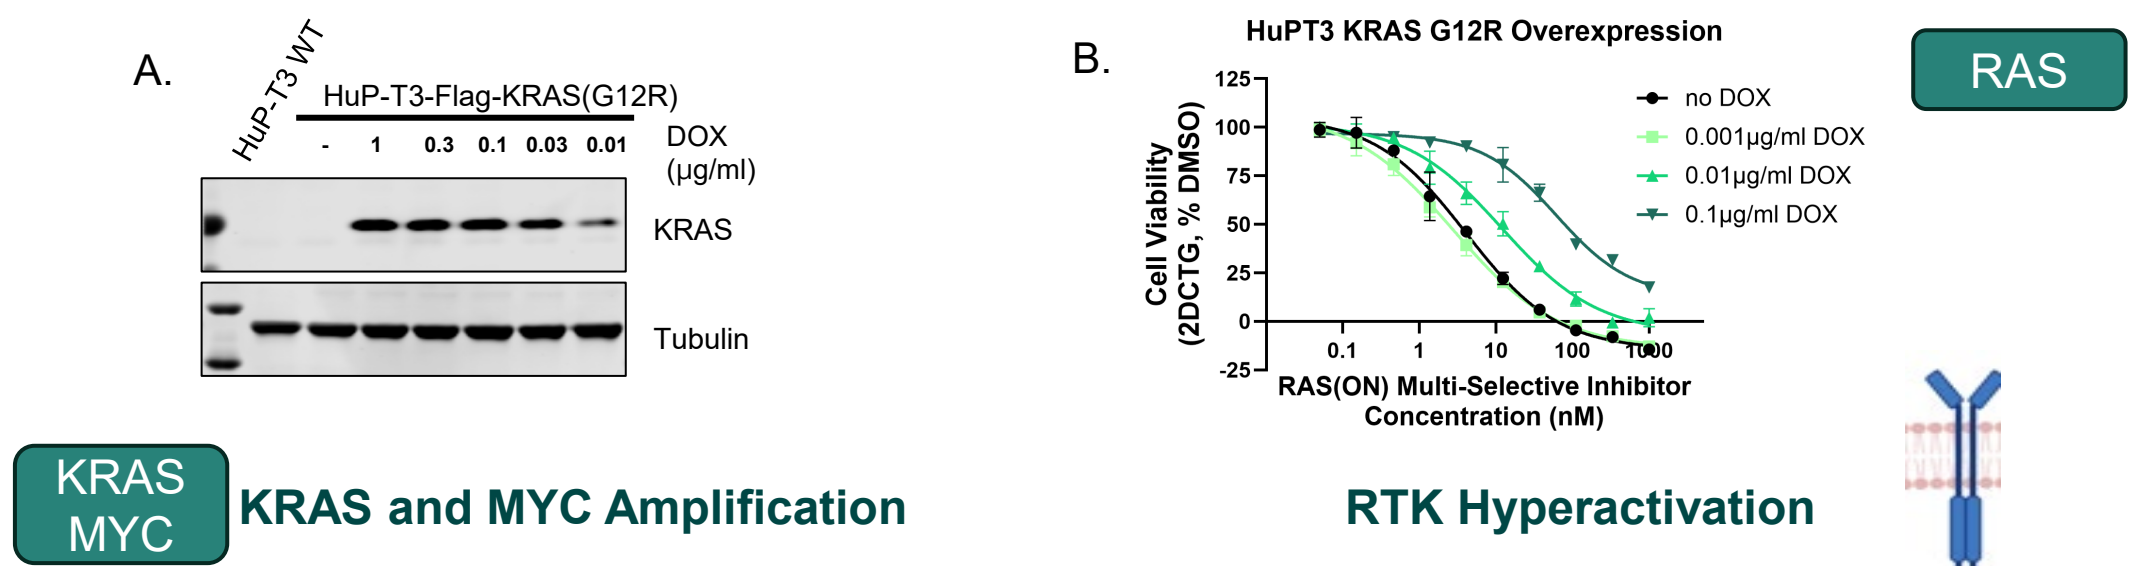 A.
HuP-T3 WT
HuP-T3-Flag-KRAS(G12R)
- 1 0.3 0.1 0.03 0.01
DOX
(µg/ml)
KRAS
Tubulin
B.
HuPT3 KRAS G12R Overexpression
Cell Viability
(2DCTG, % DMSO)
125
100
75
50
25
0
-25
0.1 1 10 100 1000
RAS(ON) Multi-Selective Inhibitor
Concentration (nM)
no DOX
0.001µg/ml DOX
0.01µg/ml DOX
0.1µg/ml DOX
RAS
KRAS
MYC
KRAS and MYC Amplification
RTK Hyperactivation